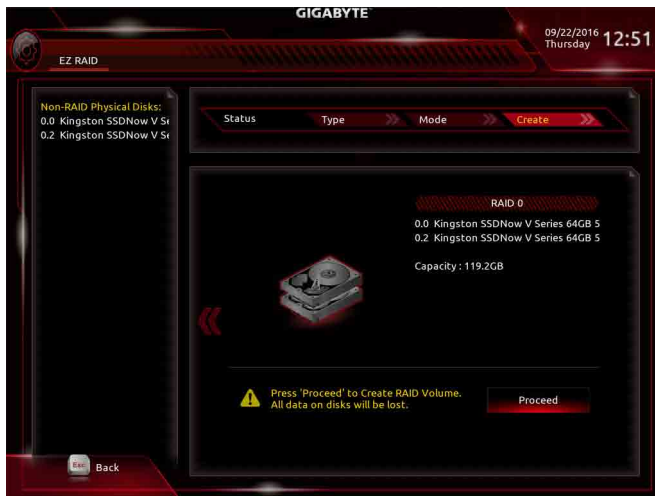 GIGABYTE
09/22/2016
Thursday
12:51
EZ RAID
Non-RAID Physical Disks:
0.0 Kingston SSDNow V Se
0.2 Kingston SSDNow V Se
Status Type Mode Create
RAID 0
0.0 Kingston SSDNow V Series 64GB 5
0.2 Kingston SSDNow V Series 64GB 5
Capacity : 119.2GB
Press 'Proceed' to Create RAID Volume.
All data on disks will be lost.
Proceed
Esc Back